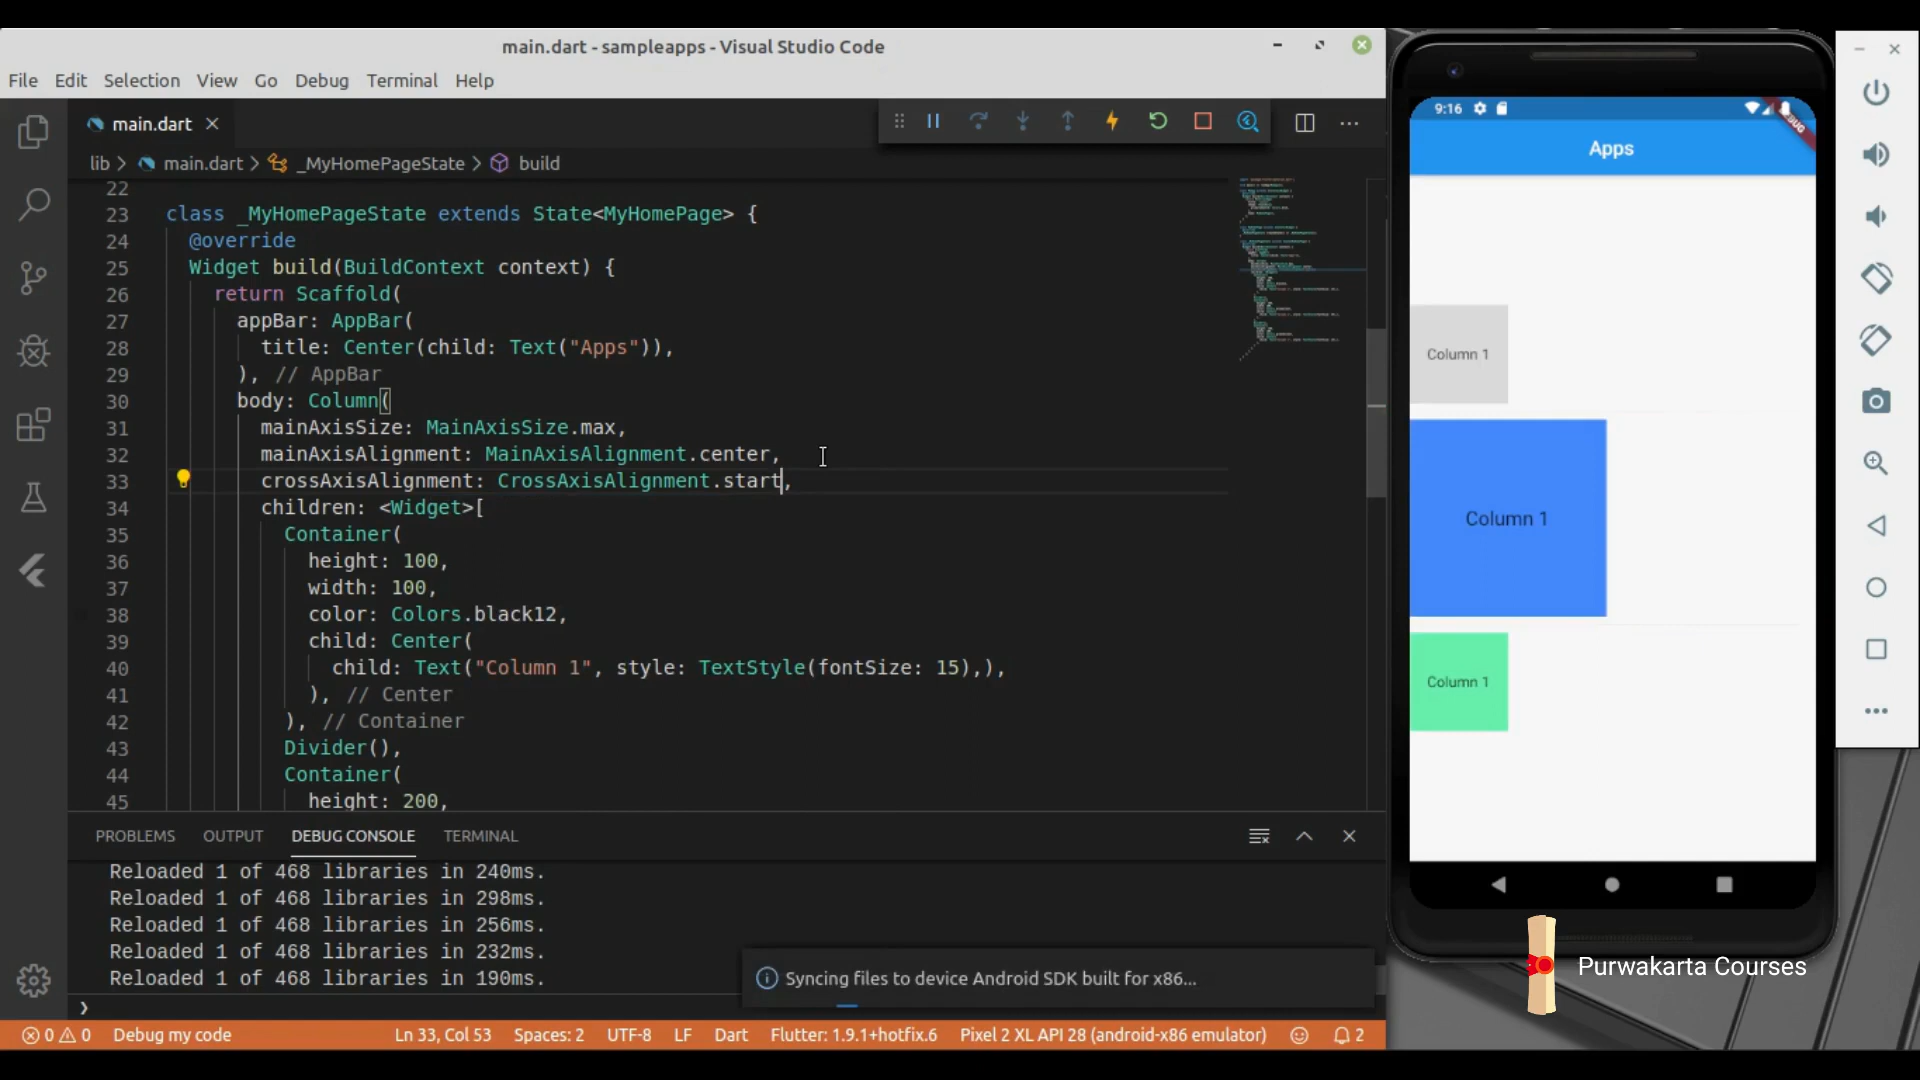 main.dart - sampleapps - Visual Studio Code
File Edit Selection View Go Debug Terminal Help
main.dart
lib > main.dart > _MyHomePageState > build
22
23 class _MyHomePageState extends State<MyHomePage> {
24 @override
25 Widget build(BuildContext context) {
26 return Scaffold(
27 appBar: AppBar(
28 title: Center(child: Text("Apps")),
29 ), // AppBar
30 body: Column(
31 mainAxisSize: MainAxisSize.max,
32 mainAxisAlignment: MainAxisAlignment.center,
33 crossAxisAlignment: CrossAxisAlignment.start,
34 children: <Widget>[
35 Container(
36 height: 100,
37 width: 100,
38 color: Colors.black12,
39 child: Center(
40 child: Text("Column 1", style: TextStyle(fontSize: 15),),
41 ), // Center
42 ), // Container
43 Divider(),
44 Container(
45 height: 200,
PROBLEMS OUTPUT DEBUG CONSOLE TERMINAL
Reloaded 1 of 468 libraries in 240ms.
Reloaded 1 of 468 libraries in 298ms.
Reloaded 1 of 468 libraries in 256ms.
Reloaded 1 of 468 libraries in 232ms.
Reloaded 1 of 468 libraries in 190ms.
Syncing files to device Android SDK built for x86...
0 0 Debug my code Ln 33, Col 53 Spaces: 2 UTF-8 LF Dart Flutter: 1.9.1+hotfix.6 Pixel 2 XL API 28 (android-x86 emulator) 2
9:16
Apps
Column 1
Column 1
Column 1
Purwakarta Courses